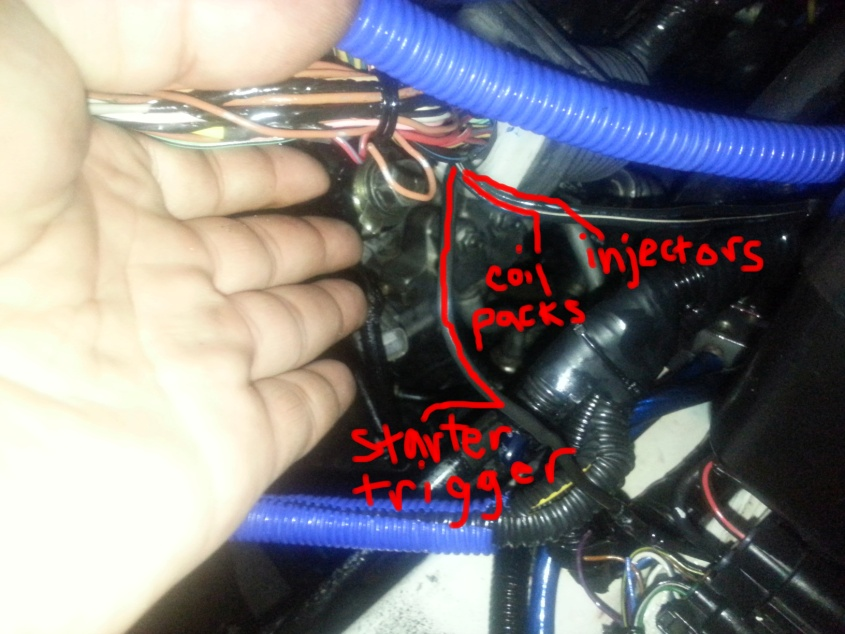 injectors
coil
packs
starter
trigger